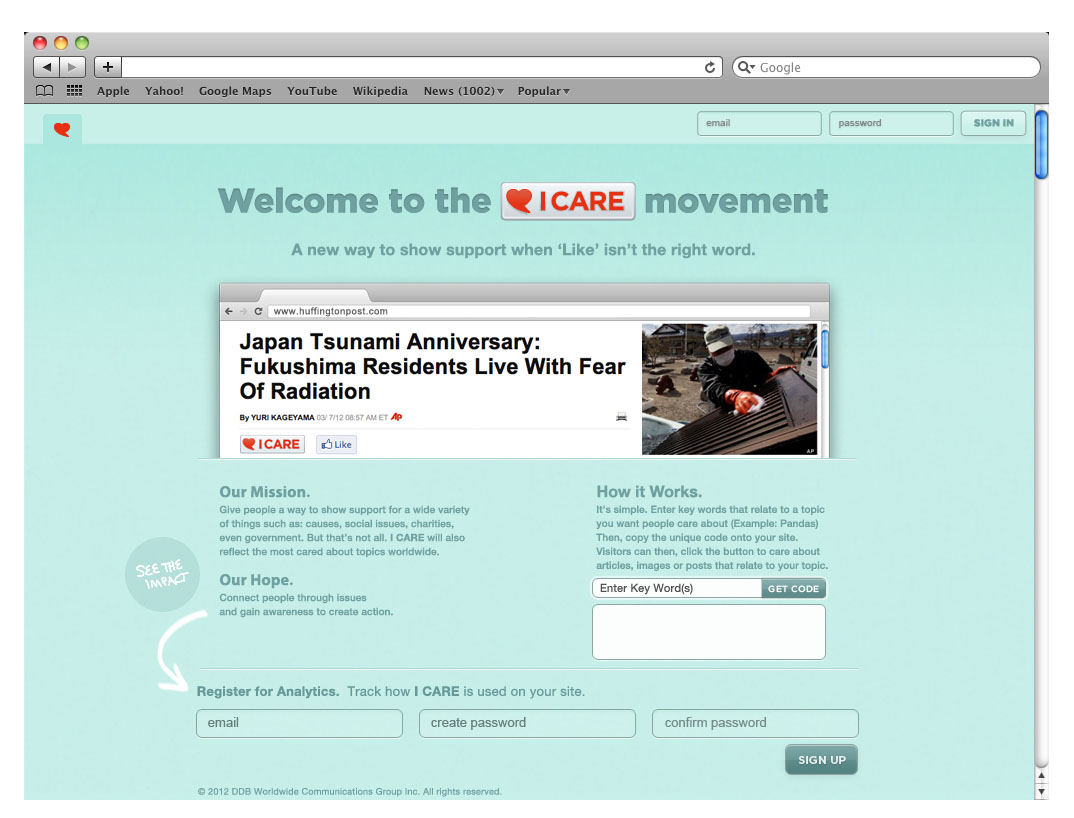 Google
Apple Yahoo! Google Maps YouTube Wikipedia News (1002) Popular
email password SIGN IN
Welcome to the I CARE movement
A new way to show support when ‘Like’ isn’t the right word.
www.huffingtonpost.com
Japan Tsunami Anniversary:
Fukushima Residents Live With Fear
Of Radiation
By YURI KAGEYAMA 03/ 7/12 08:57 AM ET AP
I CARE Like
AP
Our Mission.
Give people a way to show support for a wide variety
of things such as: causes, social issues, charities,
even government. But that’s not all. I CARE will also
reflect the most cared about topics worldwide.
SEE THE
IMPACT
Our Hope.
Connect people through issues
and gain awareness to create action.
How it Works.
It's simple. Enter key words that relate to a topic
you want people care about (Example: Pandas)
Then, copy the unique code onto your site.
Visitors can then, click the button to care about
articles, images or posts that relate to your topic.
Enter Key Word(s) GET CODE
Register for Analytics. Track how I CARE is used on your site.
email create password confirm password
SIGN UP
© 2012 DDB Worldwide Communications Group Inc. All rights reserved.